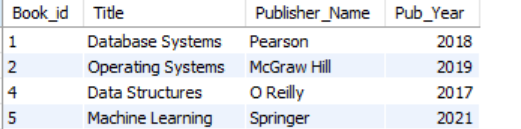 Book_id Title Publisher_Name Pub_Year
1 Database Systems Pearson 2018
2 Operating Systems McGraw Hill 2019
4 Data Structures O Reilly 2017
5 Machine Learning Springer 2021